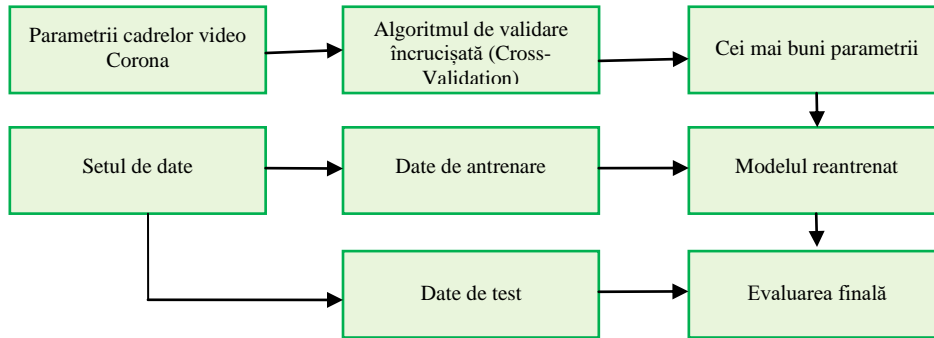 Parametrii cadrelor video
Corona
Algoritmul de validare
încrucișată (Cross-
Validation)
Cei mai buni parametrii
Setul de date
Date de antrenare
Modelul reantrenat
Date de test
Evaluarea finală